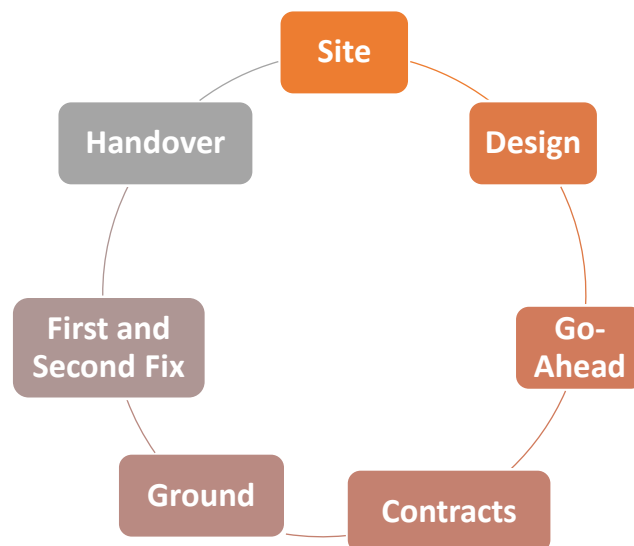 Site
Design
Go-
Ahead
Contracts
Ground
First and
Second Fix
Handover